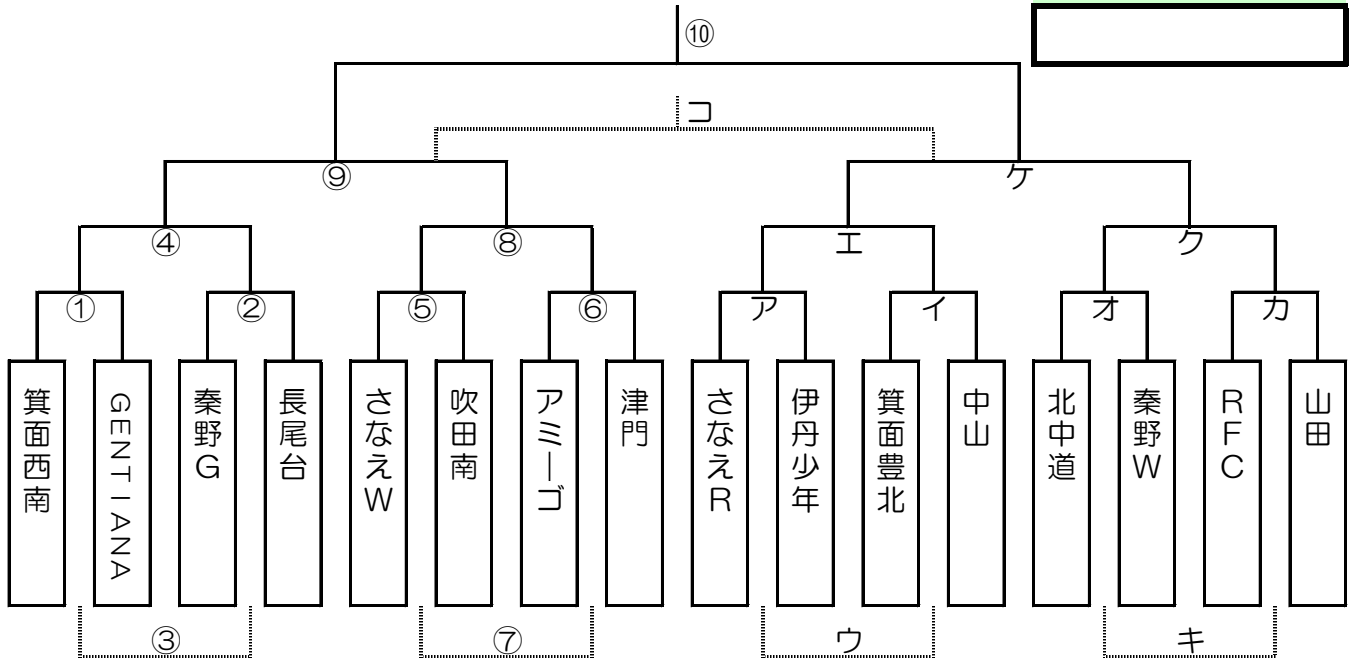 ⑩
コ
⑨
ケ
④
⑧
エ
ク
①
②
⑤
⑥
ア
イ
オ
カ
箕面西南
GENTIANA
秦野G
長尾台
さなえW
吹田南
アミーゴ
津門
さなえR
伊丹少年
箕面豊北
中山
北中道
秦野W
RFC
山田
③
⑦
ウ
キ